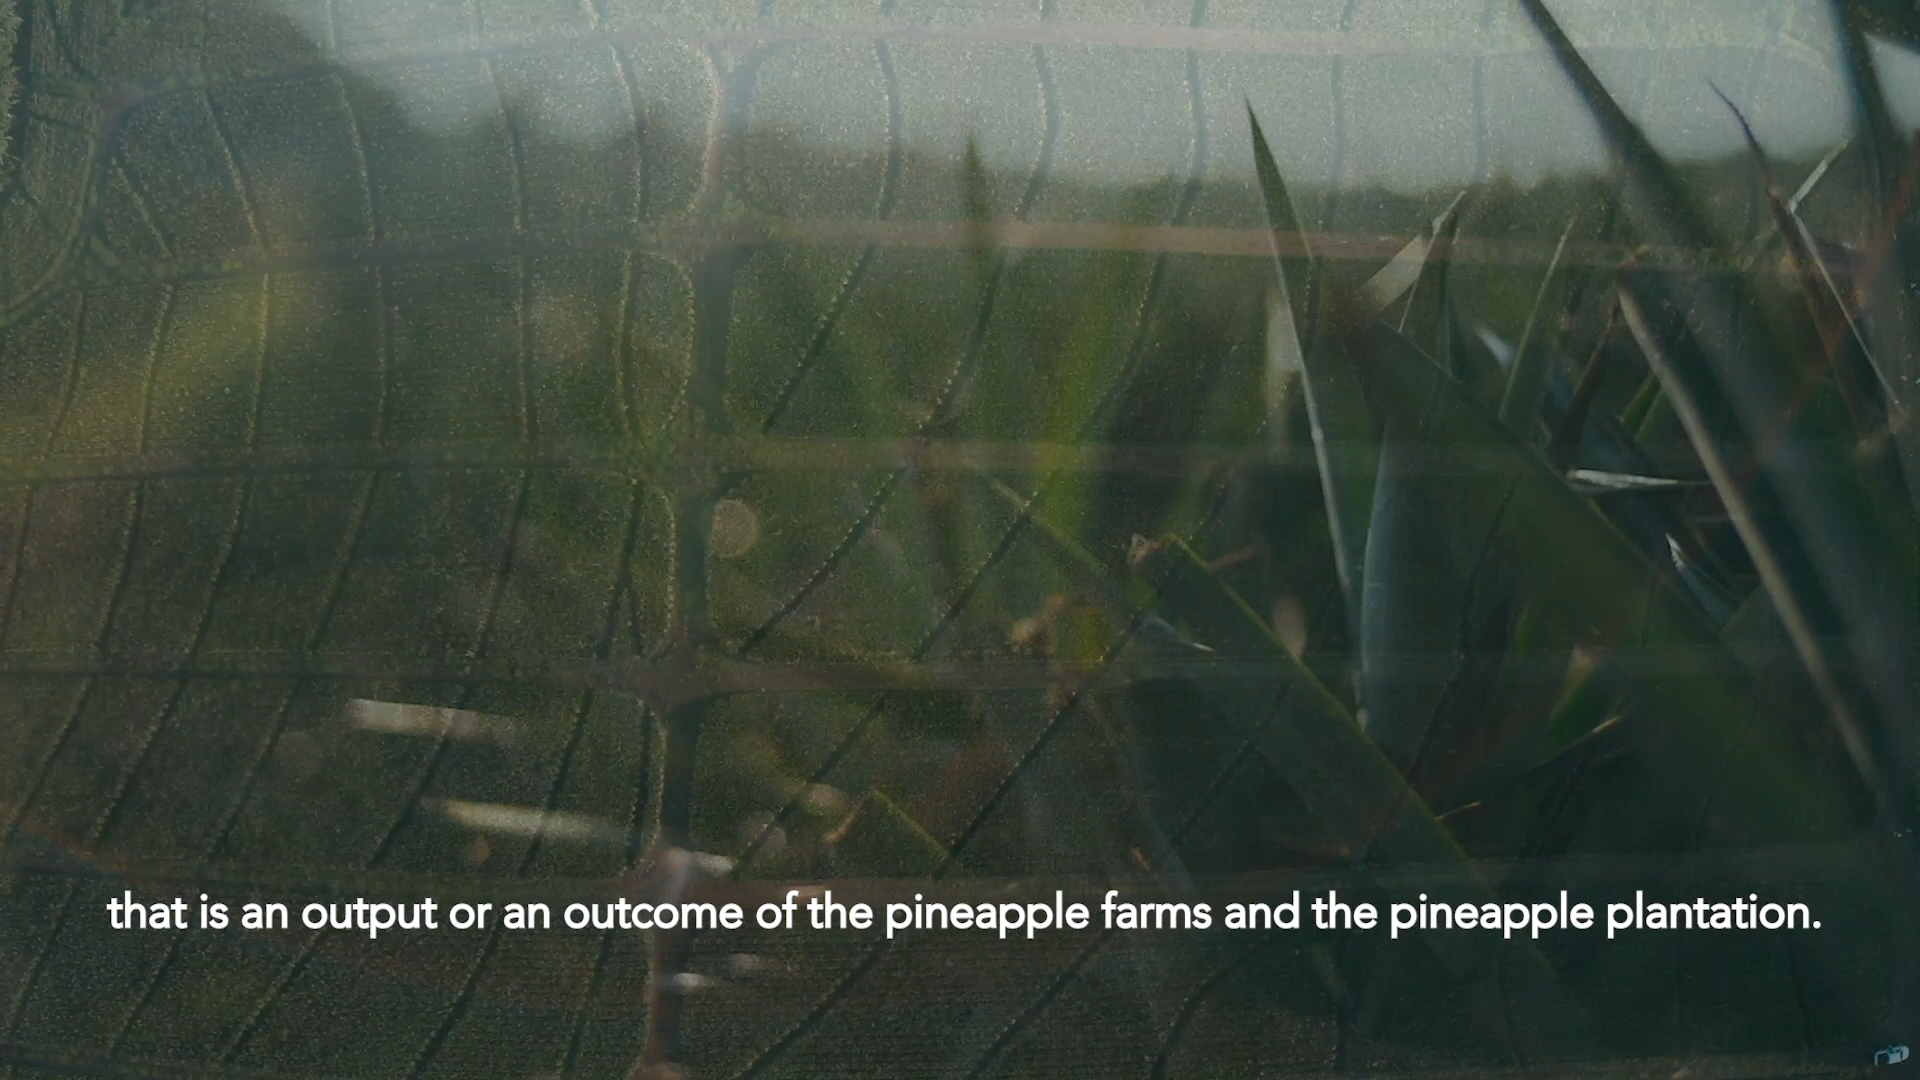 that is an output or an outcome of the pineapple farms and the pineapple plantation.